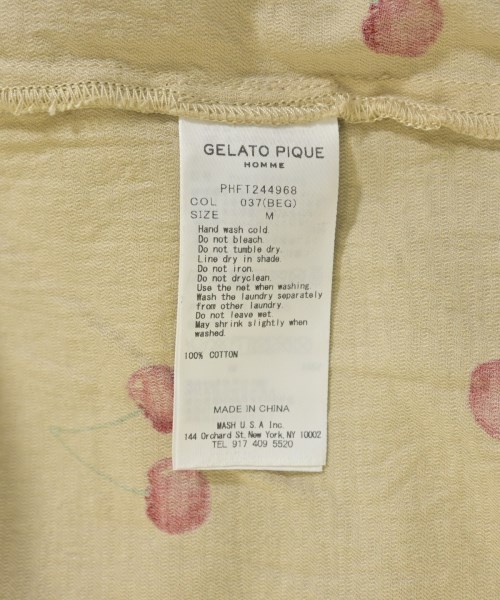 GELATO PIQUE
HOMME
PHFT244968
COL 037(BEG)
SIZE M
Hand wash cold.
Do not bleach.
Do not tumble dry.
Line dry in shade.
Do not iron.
Do not dryclean.
Use the net when washing.
Wash the laundry separately
from other laundry.
Do not leave wet.
May shrink slightly when
washed.
100% COTTON
MADE IN CHINA
MASH U.S.A Inc.
144 Orchard St, New York, NY 10002
TEL 917 409 5520